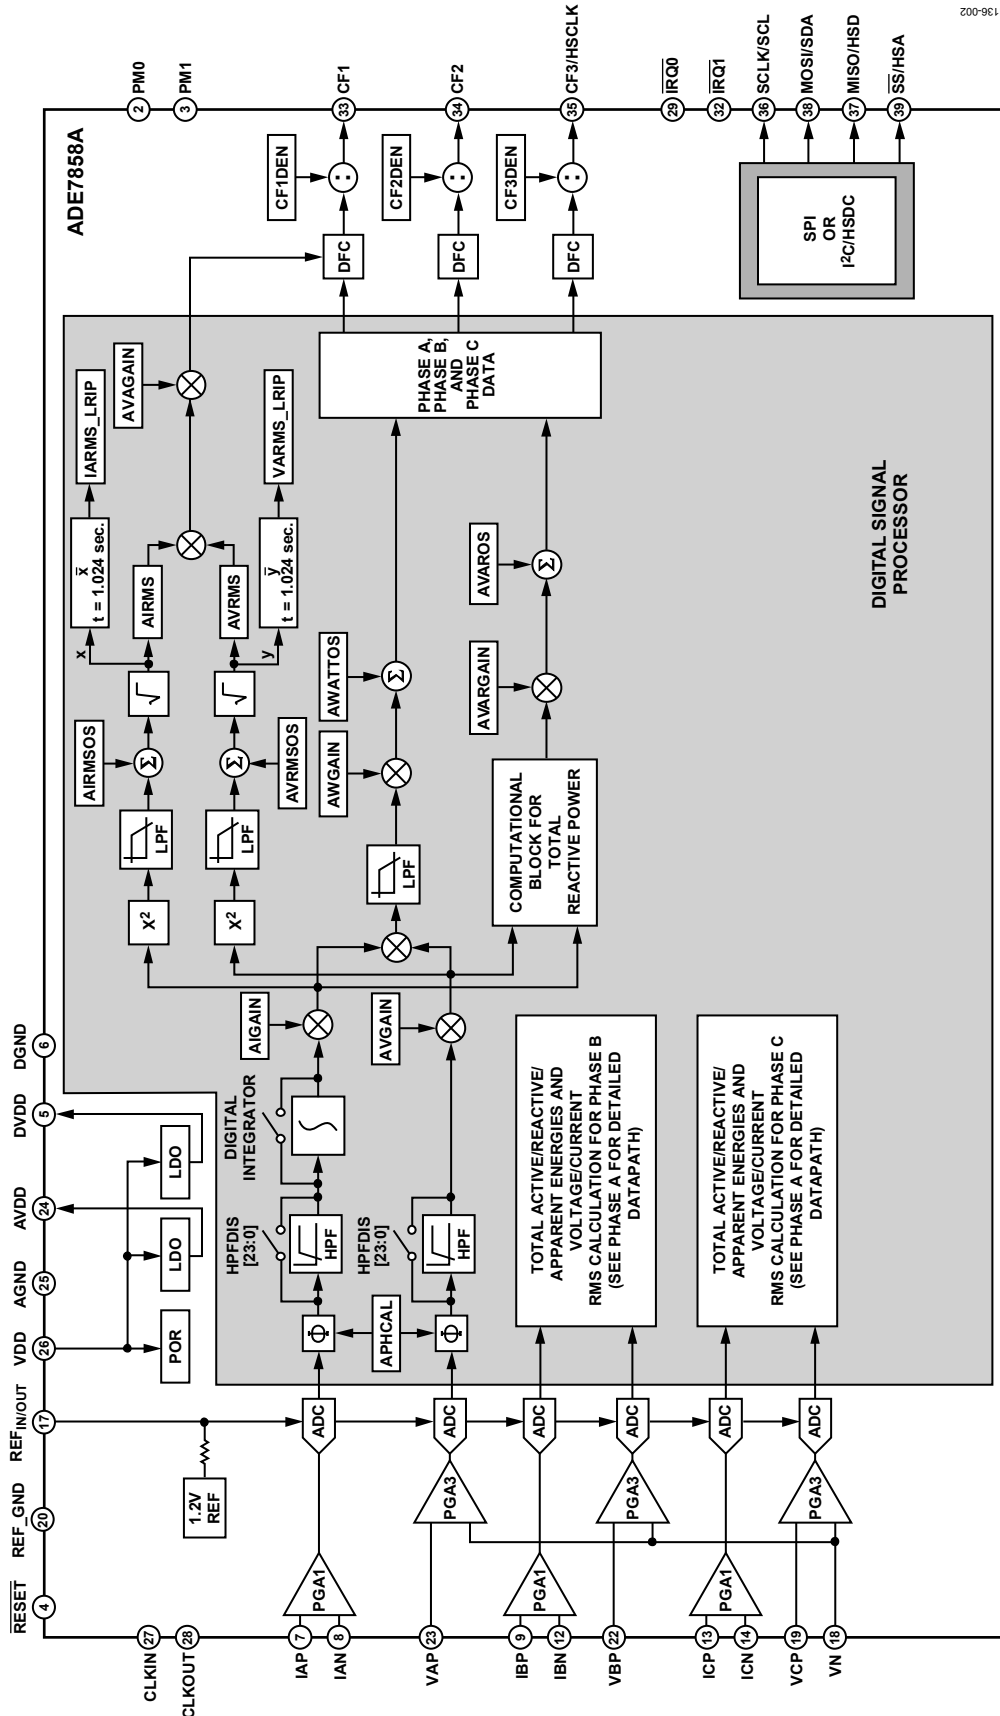 136-002
ADE7858A
RESET
4
REF_GND
20
REFIN/OUT
17
VDD
26
AGND
25
AVDD
24
DVDD
5
DGND
6
CLKIN
27
CLKOUT
28
1.2V
REF
POR
LDO
LDO
IAP
7
IAN
8
VAP
23
IBP
9
IBN
12
VBP
22
ICP
13
ICN
14
VCP
19
VN
18
PGA1
PGA3
PGA1
PGA3
PGA1
PGA3
ADC
ADC
ADC
ADC
ADC
ADC
Φ
Φ
APHCAL
HPFDIS
[23:0]
HPF
HPFDIS
[23:0]
HPF
DIGITAL
INTEGRATOR
AIGAIN
AVGAIN
X2
X2
LPF
LPF
LPF
AIRMSOS
Σ
AVRMSOS
Σ
√
√
x
y
AIRMS
AVRMS
x
t = 1.024 sec.
y
t = 1.024 sec.
IARMS_LRIP
VARMS_LRIP
AVAGAIN
AWGAIN
AWATTOS
Σ
COMPUTATIONAL
BLOCK FOR
TOTAL
REACTIVE POWER
AVARGAIN
AVAROS
Σ
TOTAL ACTIVE/REACTIVE/
APPARENT ENERGIES AND
VOLTAGE/CURRENT
RMS CALCULATION FOR PHASE B
(SEE PHASE A FOR DETAILED
DATAPATH)
TOTAL ACTIVE/REACTIVE/
APPARENT ENERGIES AND
VOLTAGE/CURRENT
RMS CALCULATION FOR PHASE C
(SEE PHASE A FOR DETAILED
DATAPATH)
DIGITAL SIGNAL
PROCESSOR
PHASE A,
PHASE B,
AND
PHASE C
DATA
DFC
DFC
DFC
CF1DEN
:
CF2DEN
:
CF3DEN
:
SPI
OR
I2C/HSDC
2
PM0
3
PM1
33
CF1
34
CF2
35
CF3/HSCLK
29
IRQ0
32
IRQ1
36
SCLK/SCL
38
MOSI/SDA
37
MISO/HSD
39
SS/HSA